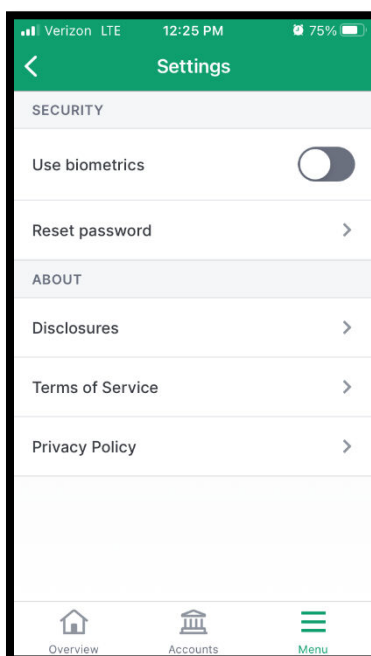 Verizon LTE 12:25 PM 75%
Settings
SECURITY
Use biometrics
Reset password
ABOUT
Disclosures
Terms of Service
Privacy Policy
Overview Accounts Menu